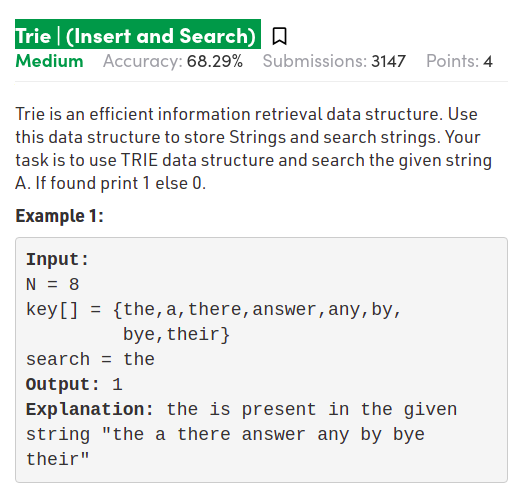 Trie | (Insert and Search)
Medium Accuracy: 68.29% Submissions: 3147 Points: 4
Trie is an efficient information retrieval data structure. Use
this data structure to store Strings and search strings. Your
task is to use TRIE data structure and search the given string
A. If found print 1 else 0.
Example 1:
Input:
N = 8
key[] = {the,a,there,answer,any,by,
bye,their}
search = the
Output: 1
Explanation: the is present in the given
string "the a there answer any by bye
their"